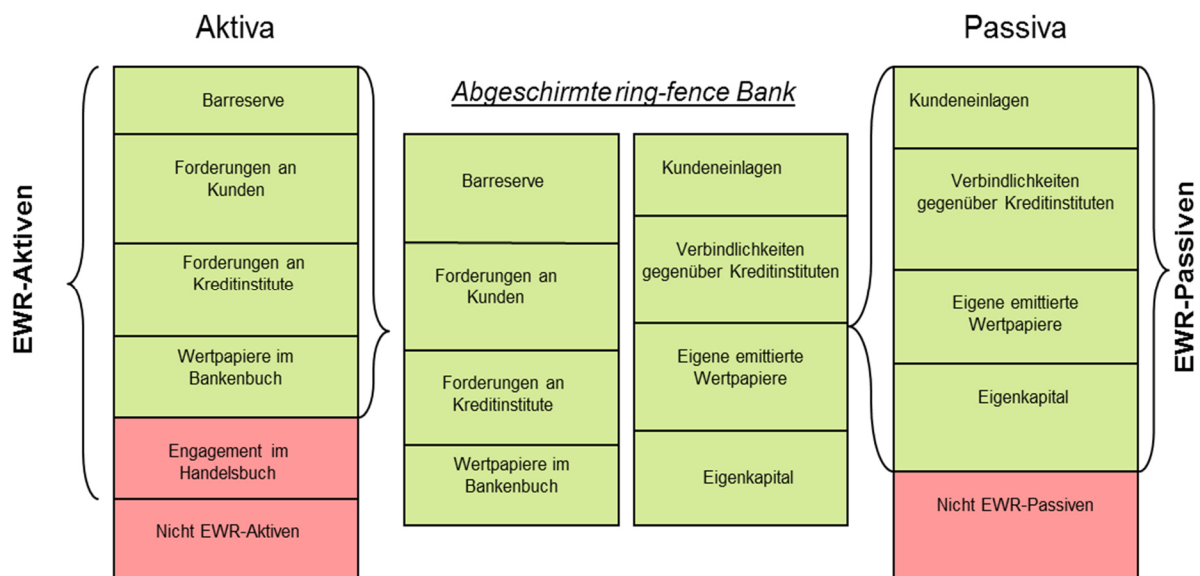 Aktiva
Passiva
Abgeschirmte ring-fence Bank
EWR-Aktiven
Barreserve
Forderungen an
Kunden
Forderungen an
Kreditinstitute
Wertpapiere im
Bankenbuch
Engagement im
Handelsbuch
Nicht EWR-Aktiven
Barreserve
Forderungen an
Kunden
Forderungen an
Kreditinstitute
Wertpapiere im
Bankenbuch
Kundeneinlagen
Verbindlichkeiten
gegenüber Kreditinstituten
Eigene emittierte
Wertpapiere
Eigenkapital
Kundeneinlagen
Verbindlichkeiten
gegenüber Kreditinstituten
Eigene emittierte
Wertpapiere
Eigenkapital
Nicht EWR-Passiven
EWR-Passiven